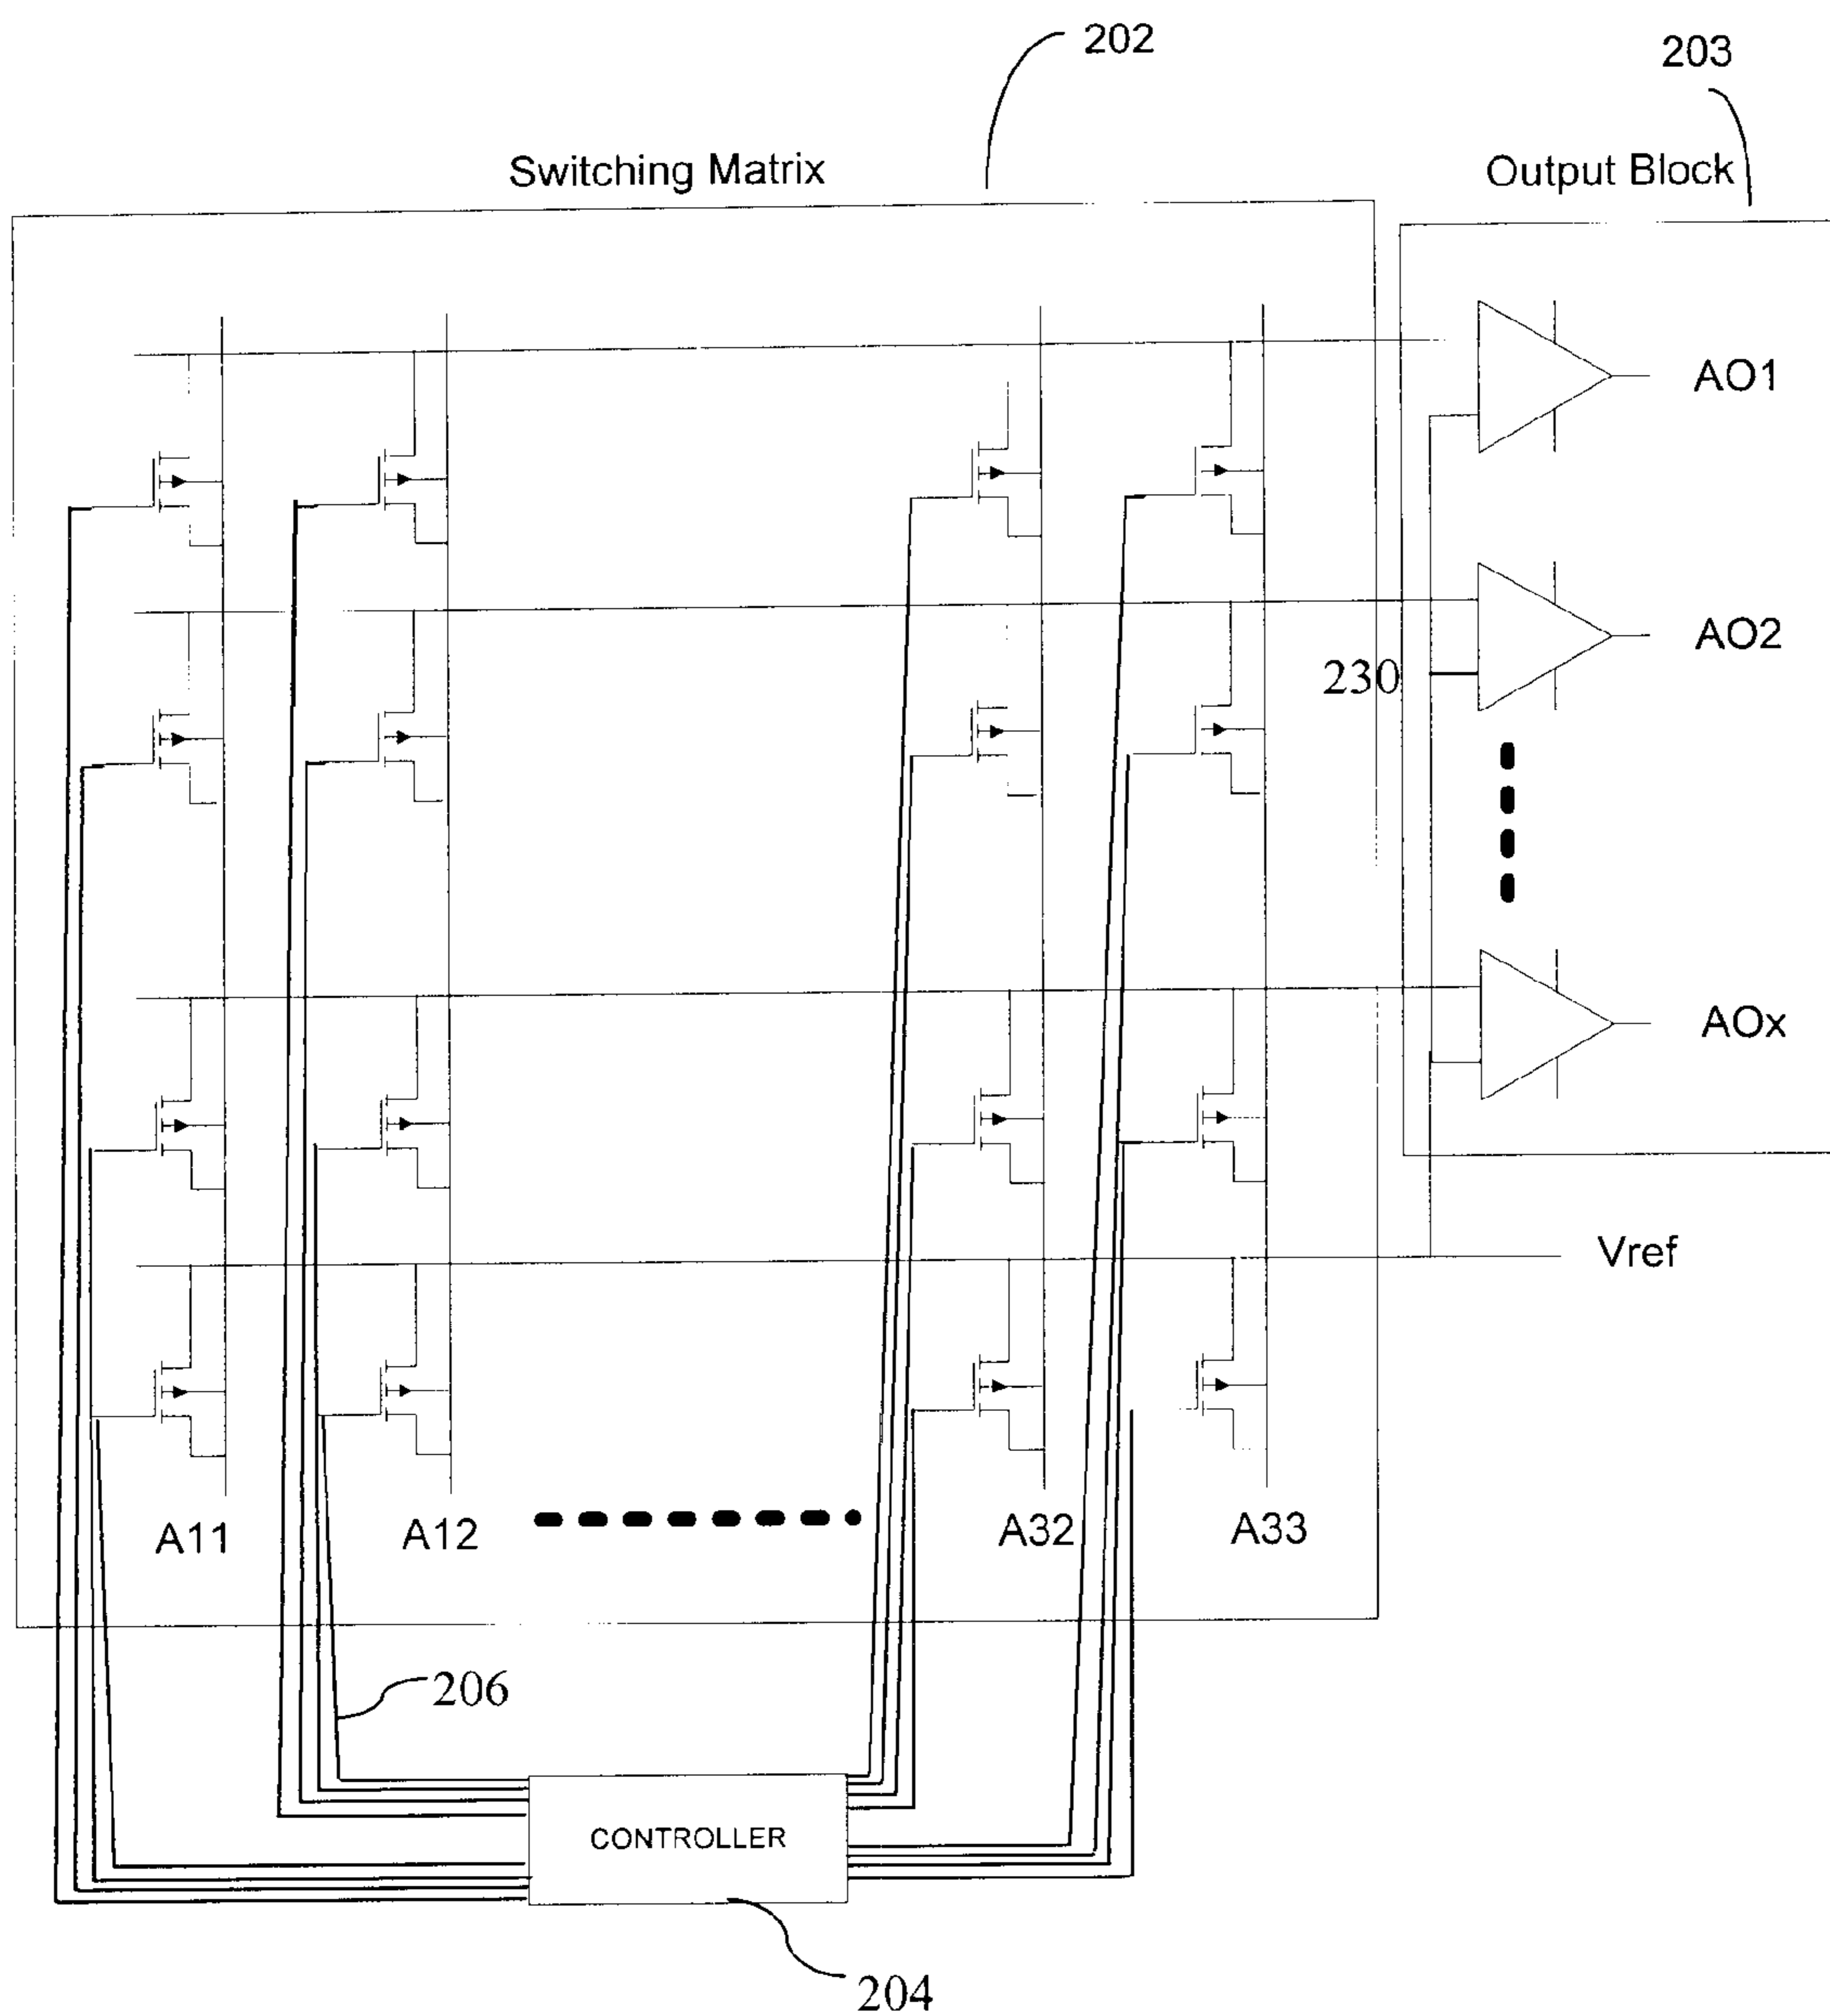 202
203
Switching Matrix
Output Block
AO1
AO2
230
AOx
Vref
A11
A12
A32
A33
206
CONTROLLER
204